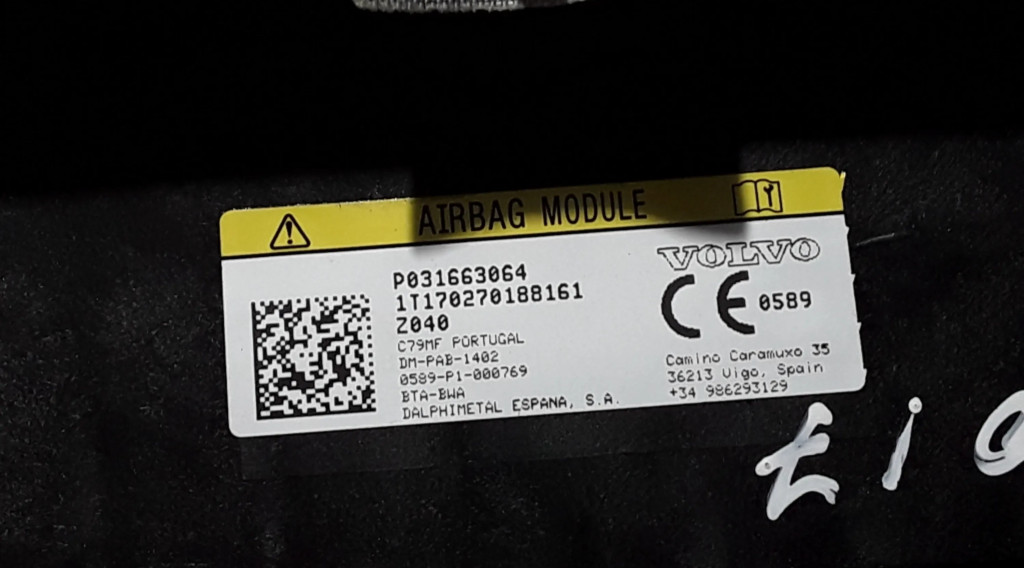 AIRBAG MODULE
VOLVO
P031663064
1T170270188161
Z040
C79MF PORTUGAL
DM-PAB-1402
0589-P1-000769
BTA-BWA
DALPHIMETAL ESPANA, S.A.
CE 0589
Camino Caramuxo 35
36213 Vigo, Spain
+34 986293129